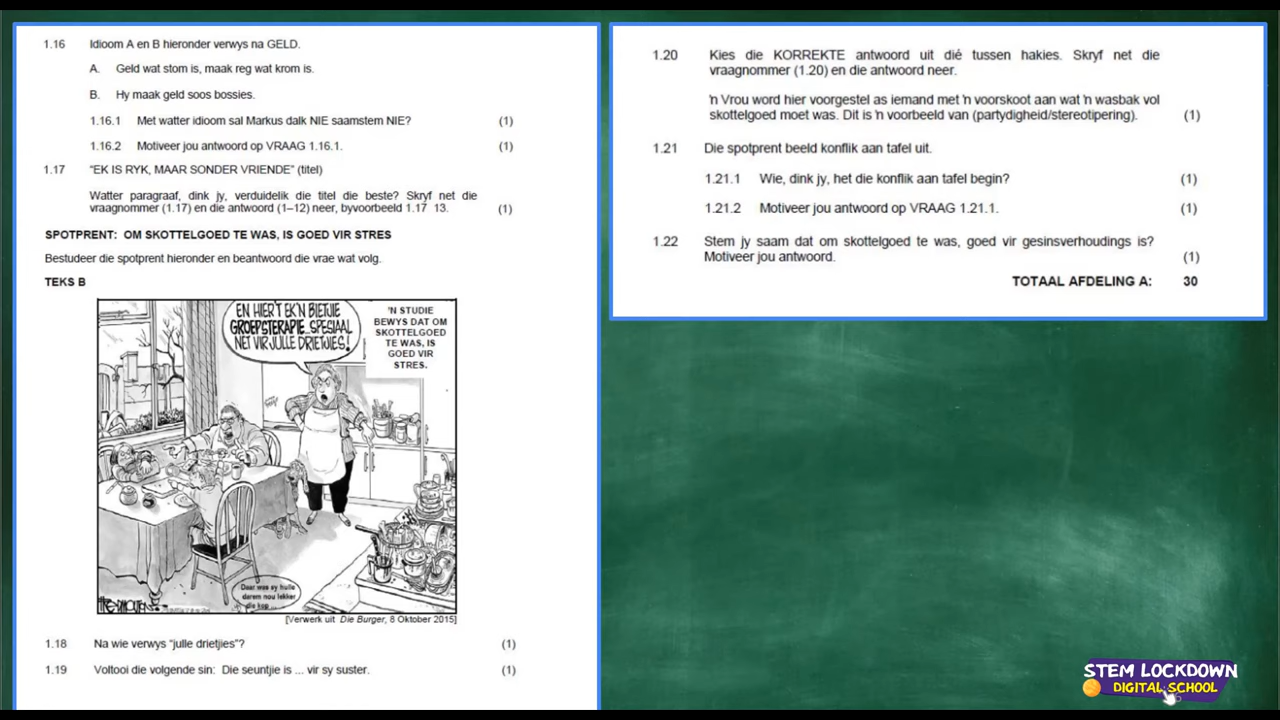 1.16 Idioom A en B hieronder verwys na GELD.
A. Geld wat stom is, maak reg wat krom is.
B. Hy maak geld soos bossies.
1.16.1 Met watter idioom sal Markus dalk NIE saamstem NIE? (1)
1.16.2 Motiveer jou antwoord op VRAAG 1.16.1. (1)
1.17 "EK IS RYK, MAAR SONDER VRIENDE" (titel)
Watter paragraaf, dink jy, verduidelik die titel die beste? Skryf net die
vraagnommer (1.17) en die antwoord (1–12) neer, byvoorbeeld 1.17 13. (1)
SPOTPRENT: OM SKOTTELGOED TE WAS, IS GOED VIR STRES
Bestudeer die spotprent hieronder en beantwoord die vrae wat volg.
TEKS B
EN HIER'T EK 'N BIETJIE
GROEPSTERAPIE...SPESIAAL
NET VIR JULLE DRIETJIES!
'N STUDIE
BEWYS DAT OM
SKOTTELGOED
TE WAS, IS
GOED VIR
STRES.
Daar was sy hulle
darem nou lekker
die kop...
[Verwerk uit Die Burger, 8 Oktober 2015]
1.18 Na wie verwys "julle drietjies"? (1)
1.19 Voltooi die volgende sin: Die seuntjie is ... vir sy suster. (1)
1.20 Kies die KORREKTE antwoord uit dié tussen hakies. Skryf net die
vraagnommer (1.20) en die antwoord neer.
'n Vrou word hier voorgestel as iemand met 'n voorskoot aan wat 'n wasbak vol
skottelgoed moet was. Dit is 'n voorbeeld van (partydigheid/stereotipering). (1)
1.21 Die spotprent beeld konflik aan tafel uit.
1.21.1 Wie, dink jy, het die konflik aan tafel begin? (1)
1.21.2 Motiveer jou antwoord op VRAAG 1.21.1. (1)
1.22 Stem jy saam dat om skottelgoed te was, goed vir gesinsverhoudings is?
Motiveer jou antwoord. (1)
TOTAAL AFDELING A: 30
STEM LOCKDOWN
DIGITAL SCHOOL